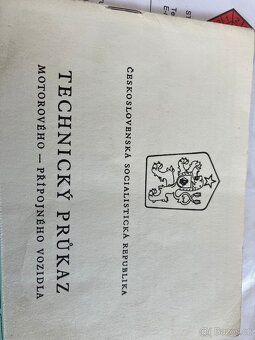 ČESKOSLOVENSKÁ SOCIALISTICKÁ REPUBLIKA
TECHNICKÝ PRŮKAZ
MOTOROVÉHO — PŘÍPOJNÉHO VOZIDLA